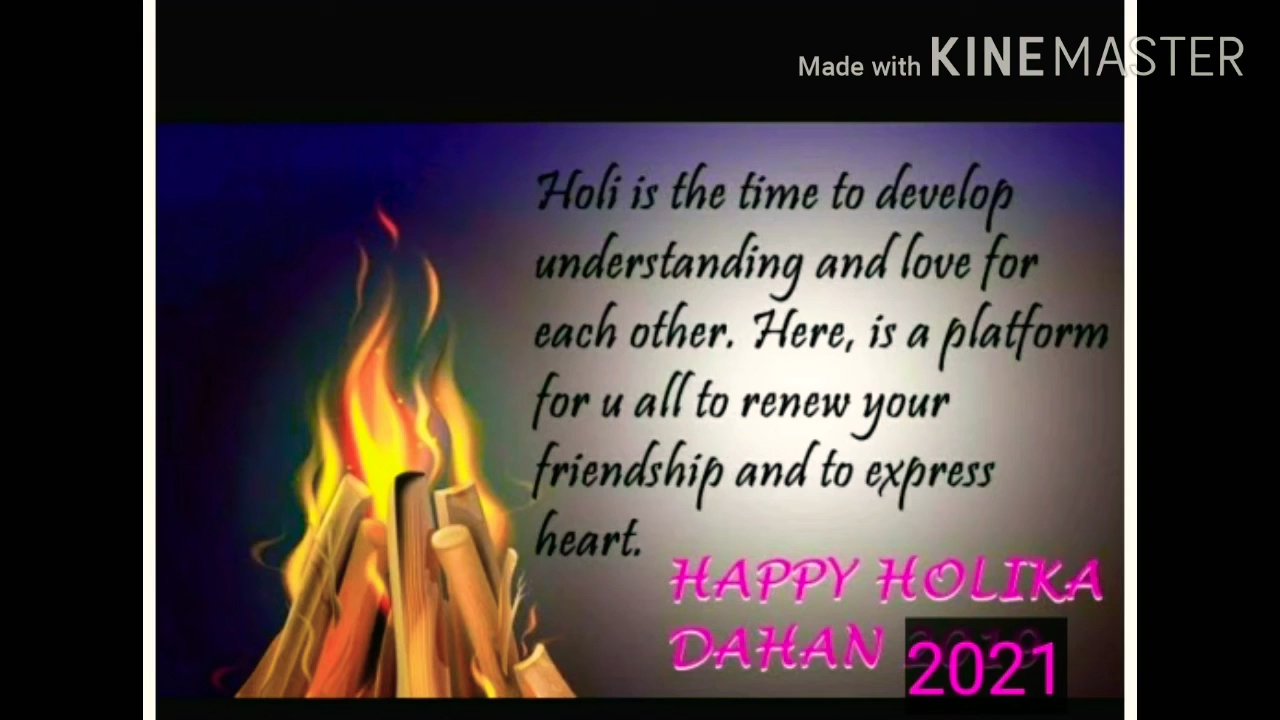 Made with KINEMASTER
Holi is the time to develop
understanding and love for
each other. Here, is a platform
for u all to renew your
friendship and to express
heart.
HAPPY HOLIKA
DAHAN
2021